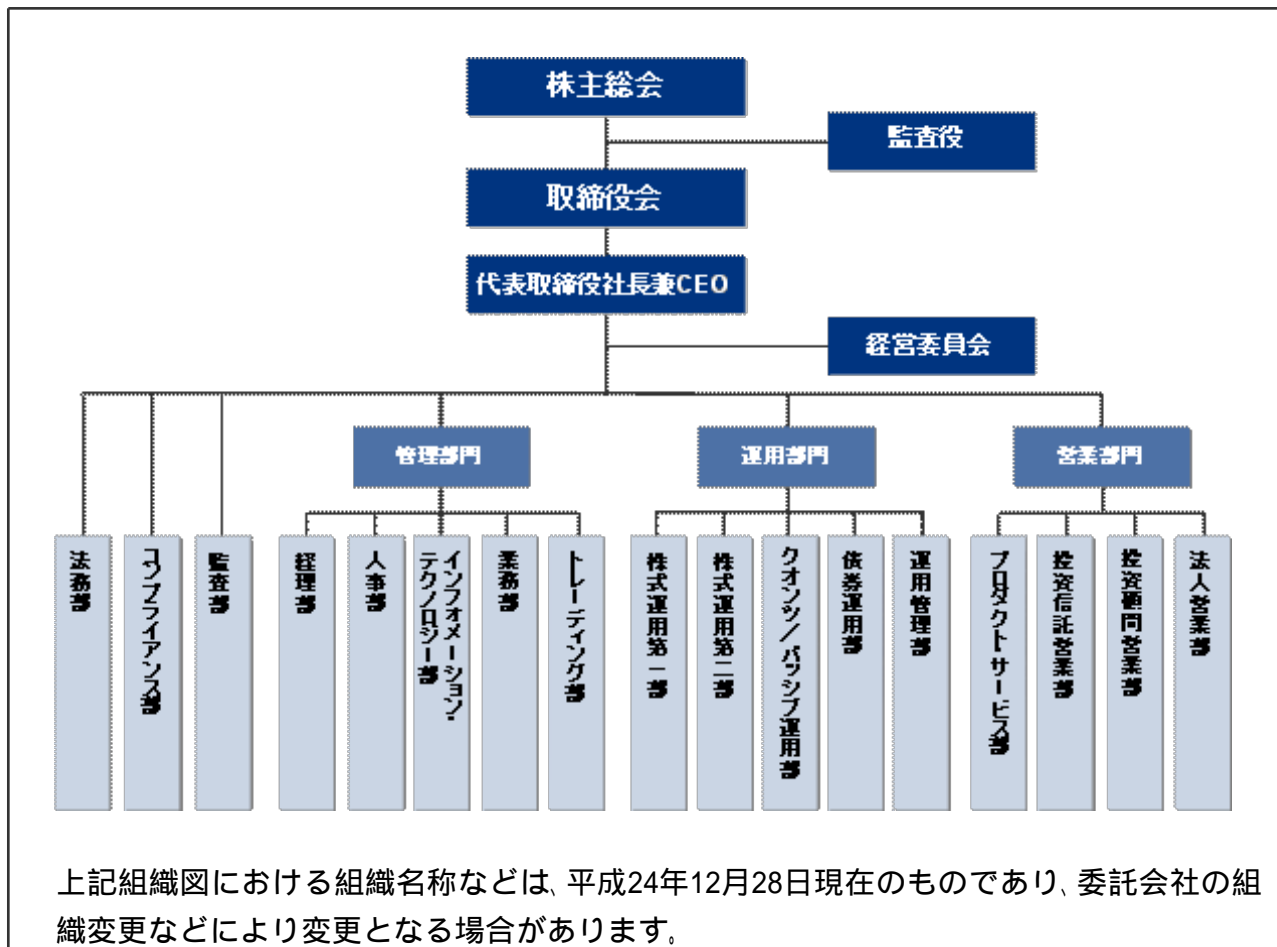 株主総会
監査役
取締役会
代表取締役社長兼CEO
経営委員会
管理部門
運用部門
営業部門
法務部
コンプライアンス部
監査部
経理部
人事部
インフォメーション・
テクノロジー部
業務部
トレーディング部
株式運用第一部
株式運用第二部
クオンツ/パッシブ運用部
債券運用部
運用管理部
プロダクト・サービス部
投資信託営業部
投資顧問営業部
法人営業部
上記組織図における組織名称などは、平成24年12月28日現在のものであり、委託会社の組
織変更などにより変更となる場合があります。